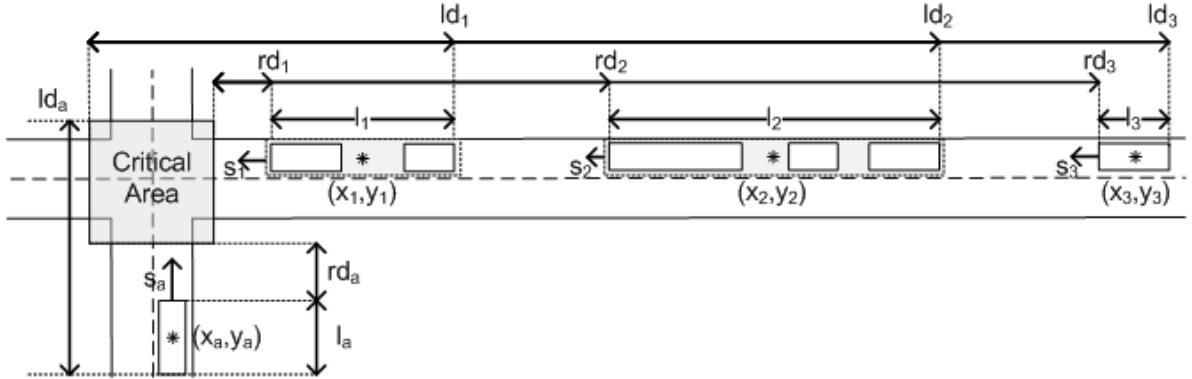 ld₁ ld₂ ld₃
rd₁ rd₂ rd₃
ldₐ
l₁ l₂ l₃
Critical
Area
s₁ * s₂ * s₃ *
(x₁,y₁) (x₂,y₂) (x₃,y₃)
sₐ rdₐ
* (xₐ,yₐ) lₐ